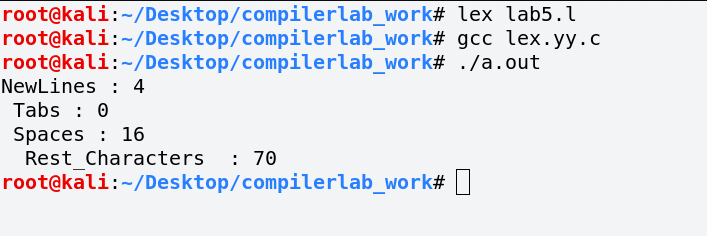 root@kali:~/Desktop/compilerlab_work# lex lab5.l
root@kali:~/Desktop/compilerlab_work# gcc lex.yy.c
root@kali:~/Desktop/compilerlab_work# ./a.out
NewLines : 4
 Tabs : 0
 Spaces : 16
  Rest_Characters  : 70
root@kali:~/Desktop/compilerlab_work#